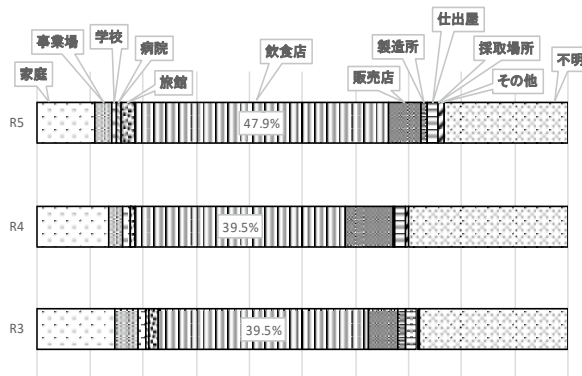 仕出屋
学校
事業場
病院
飲食店
製造所
採取場所
家庭
旅館
販売店
その他
不明
R5
47.9%
R4
39.5%
R3
39.5%